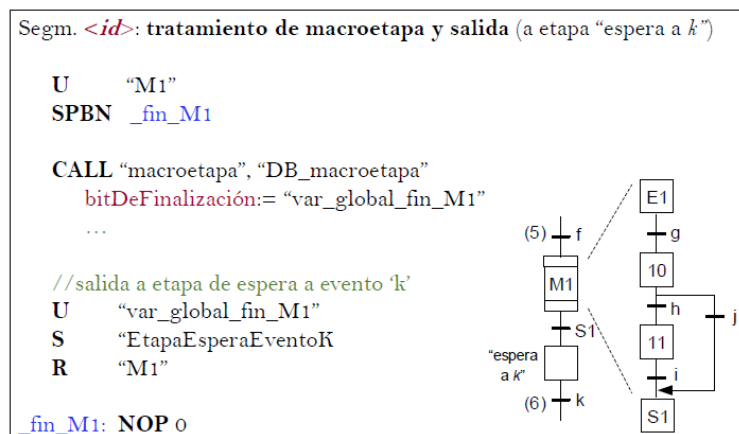 Segm. <id>: tratamiento de macroetapa y salida (a etapa “espera a k”)
U “M1”
SPBN _fin_M1
CALL “macroetapa”, “DB_macroetapa”
bitDeFinalización:= “var_global_fin_M1”
...
//salida a etapa de espera a evento ‘k’
U “var_global_fin_M1”
S “EtapaEsperaEventoK
R “M1”
_fin_M1: NOP 0
(5) f
M1
S1
“espera
a k”
(6) k
E1
g
10
h
j
11
i
S1